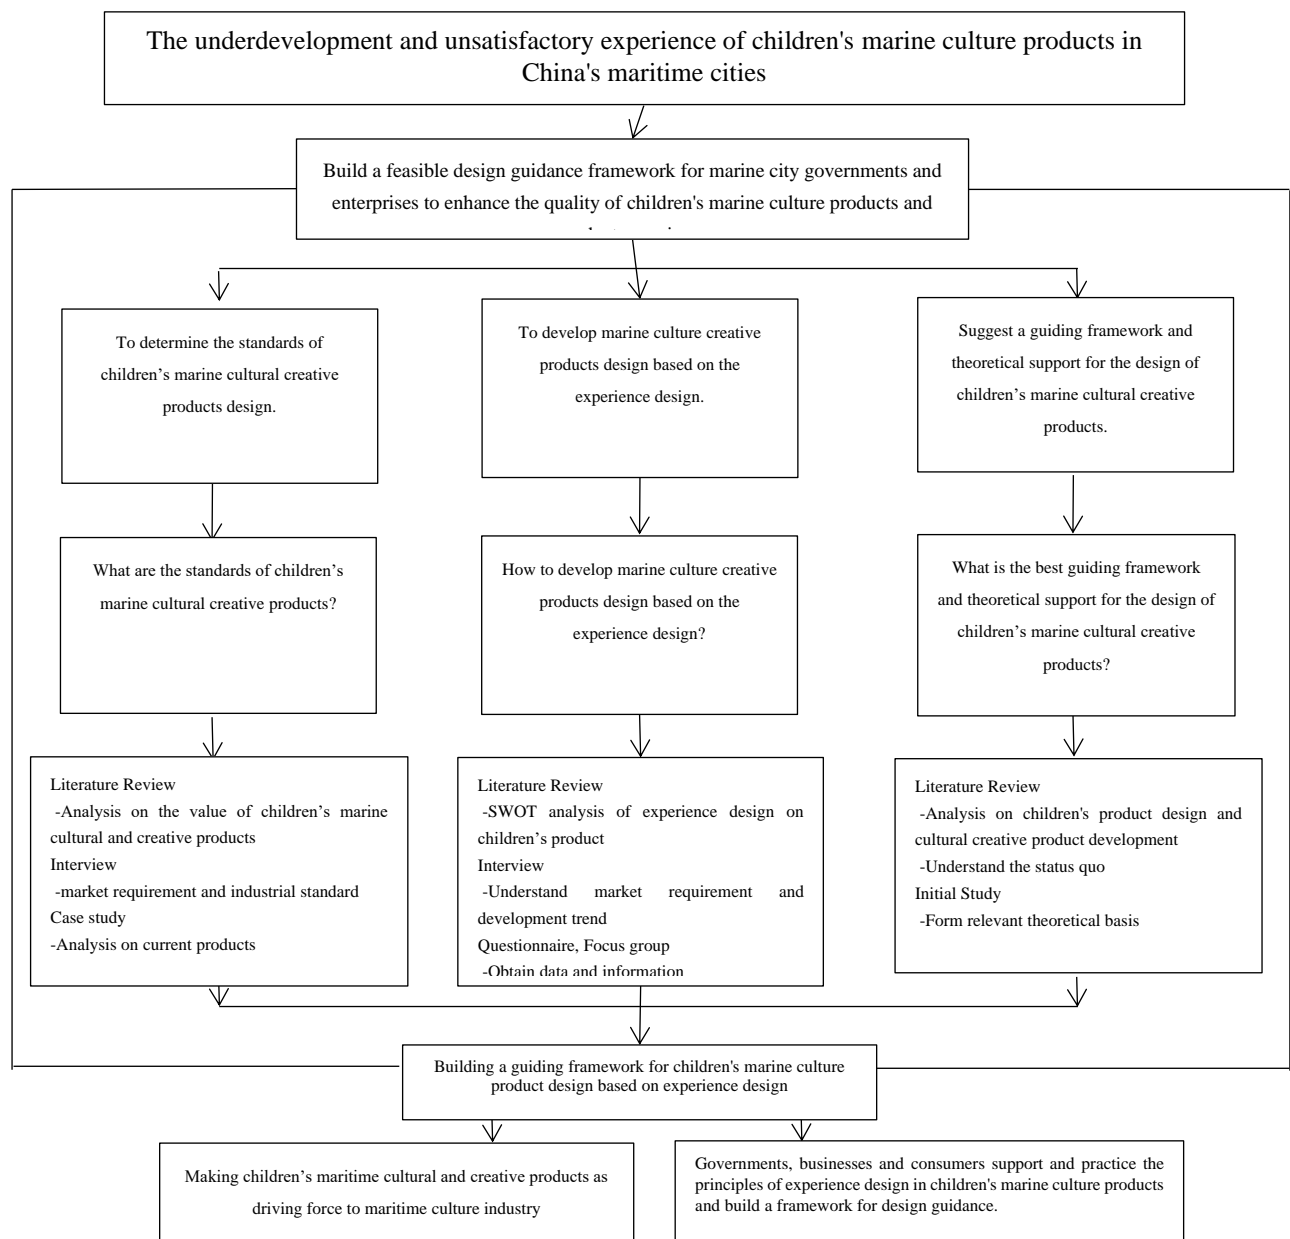 The underdevelopment and unsatisfactory experience of children's marine culture products in
China's maritime cities
Build a feasible design guidance framework for marine city governments and
enterprises to enhance the quality of children's marine culture products and
To determine the standards of
children’s marine cultural creative
products design.
To develop marine culture creative
products design based on the
experience design.
Suggest a guiding framework and
theoretical support for the design of
children’s marine cultural creative
products.
What are the standards of children’s
marine cultural creative products?
How to develop marine culture creative
products design based on the
experience design?
What is the best guiding framework
and theoretical support for the design of
children’s marine cultural creative
products?
Literature Review
-Analysis on the value of children’s marine
cultural and creative products
Interview
-market requirement and industrial standard
Case study
-Analysis on current products
Literature Review
-SWOT analysis of experience design on
children’s product
Interview
-Understand market requirement and
development trend
Questionnaire, Focus group
-Obtain data and information
Literature Review
-Analysis on children's product design and
cultural creative product development
-Understand the status quo
Initial Study
-Form relevant theoretical basis
Building a guiding framework for children's marine culture
product design based on experience design
Making children’s maritime cultural and creative products as
driving force to maritime culture industry
Governments, businesses and consumers support and practice the
principles of experience design in children's marine culture products
and build a framework for design guidance.